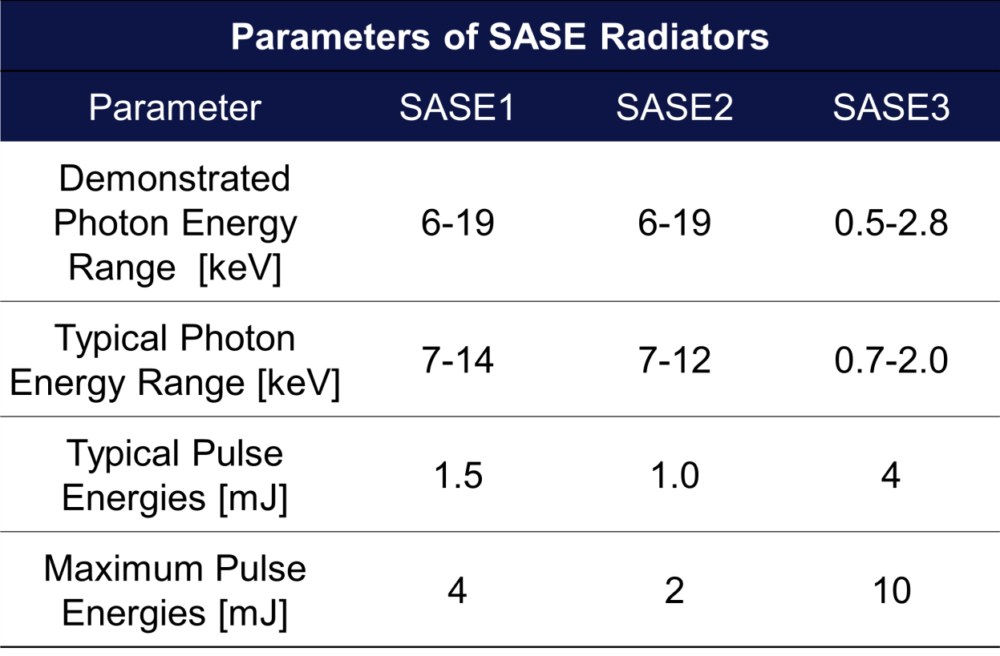 Parameters of SASE Radiators
Parameter SASE1 SASE2 SASE3
Demonstrated
Photon Energy
Range [keV] 6-19 6-19 0.5-2.8
Typical Photon
Energy Range [keV] 7-14 7-12 0.7-2.0
Typical Pulse
Energies [mJ] 1.5 1.0 4
Maximum Pulse
Energies [mJ] 4 2 10